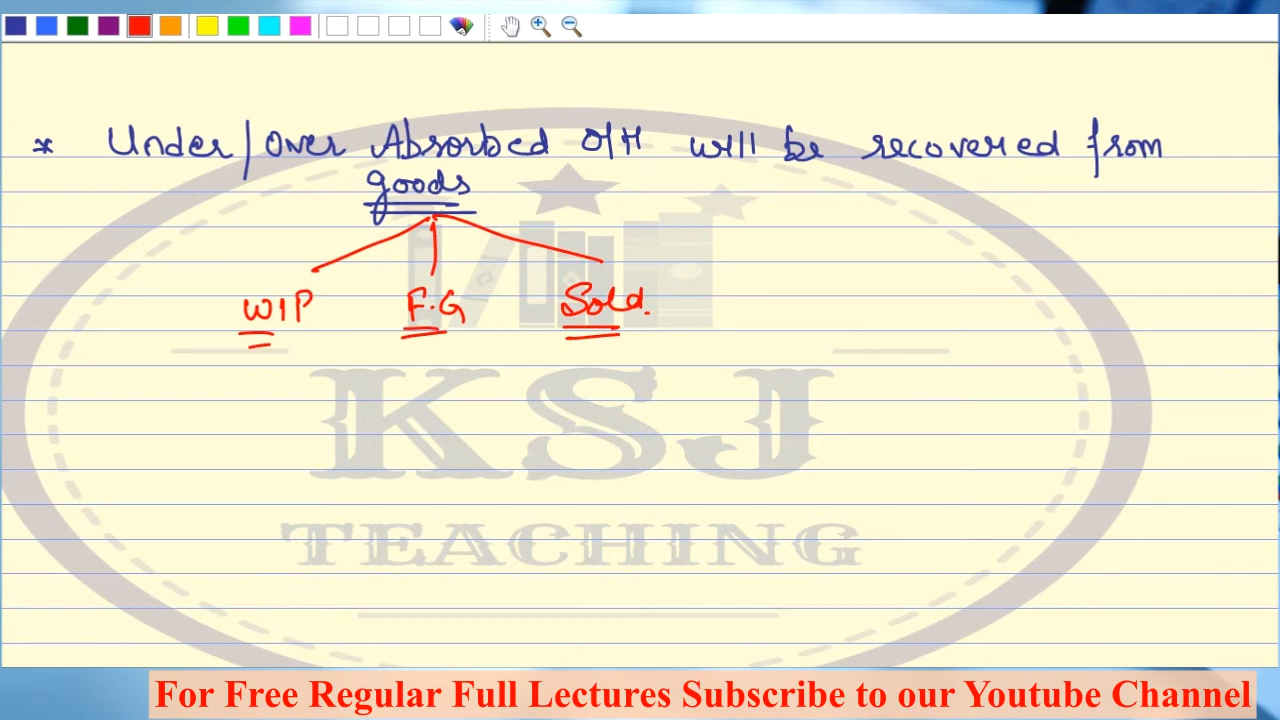 * Under/Over Absorbed O/H will be recovered from
goods
WIP F.G Sold.
KSJ
TEACHING
For Free Regular Full Lectures Subscribe to our Youtube Channel